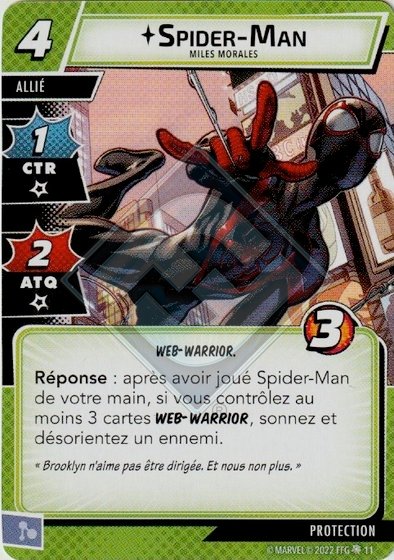 4
Spider-Man
MILES MORALES
ALLIÉ
1
CTR
2
ATQ
3
WEB-WARRIOR.
Réponse : après avoir joué Spider-Man
de votre main, si vous contrôlez au
moins 3 cartes WEB-WARRIOR, sonnez et
désorientez un ennemi.
« Brooklyn n'aime pas être dirigée. Et nous non plus. »
PROTECTION
© MARVEL © 2022 FFG 11